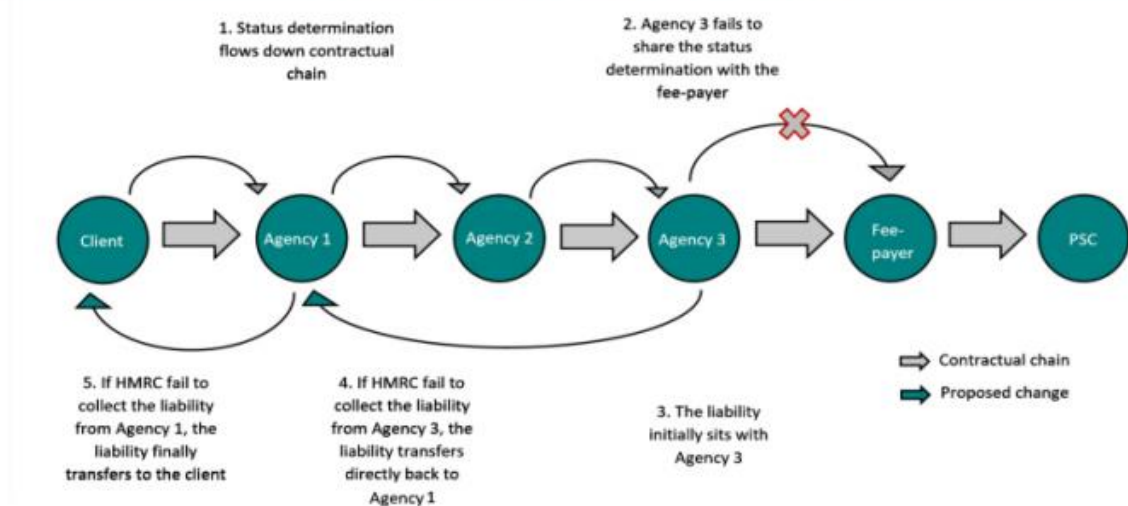 1. Status determination
flows down contractual
chain
2. Agency 3 fails to
share the status
determination with the
fee-payer
Client
Agency 1
Agency 2
Agency 3
Fee-
payer
PSC
5. If HMRC fail to
collect the liability
from Agency 1, the
liability finally
transfers to the client
4. If HMRC fail to
collect the liability
from Agency 3, the
liability transfers
directly back to
Agency 1
3. The liability
initially sits with
Agency 3
Contractual chain
Proposed change